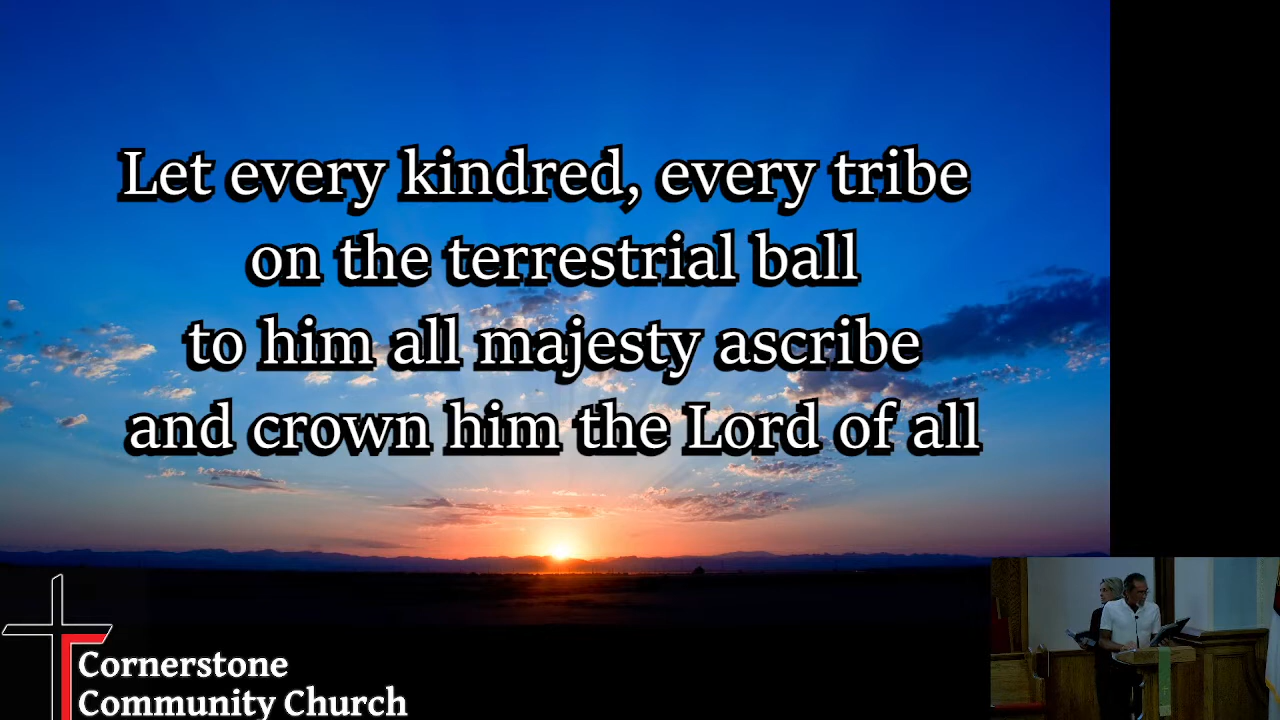 Let every kindred, every tribe
on the terrestrial ball
to him all majesty ascribe
and crown him the Lord of all
Cornerstone
Community Church